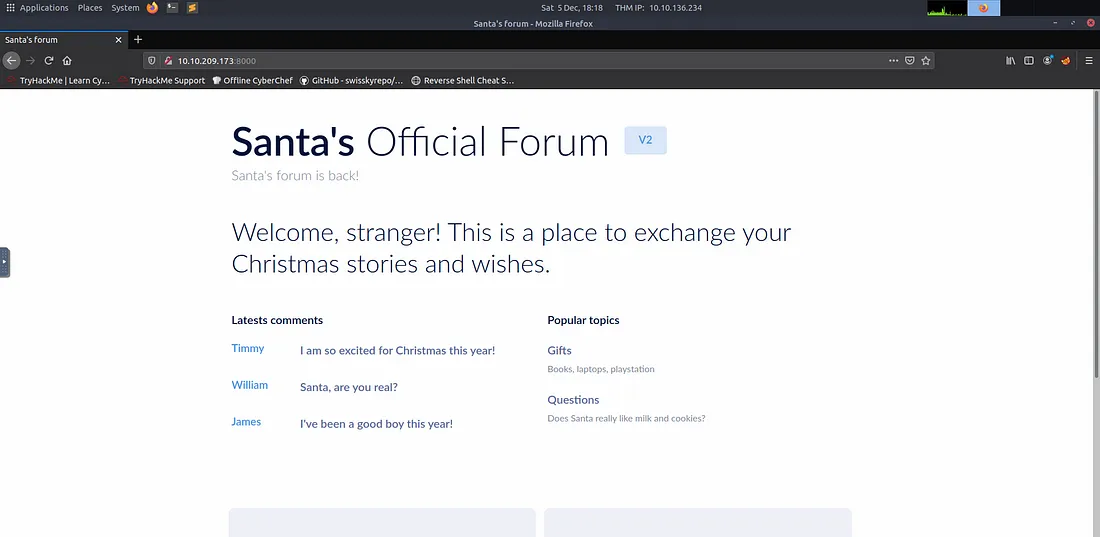 Applications Places System Sat 5 Dec, 18:18 THM IP: 10.10.136.234
Santa's forum - Mozilla Firefox
Santa's forum
10.10.209.173:8000
TryHackMe | Learn Cy… TryHackMe Support Offline CyberChef GitHub - swisskyrepo/… Reverse Shell Cheat S…
Santa's Official Forum V2
Santa's forum is back!
Welcome, stranger! This is a place to exchange your
Christmas stories and wishes.
Latests comments Popular topics
Timmy I am so excited for Christmas this year! Gifts
Books, laptops, playstation
William Santa, are you real? Questions
James I've been a good boy this year! Does Santa really like milk and cookies?